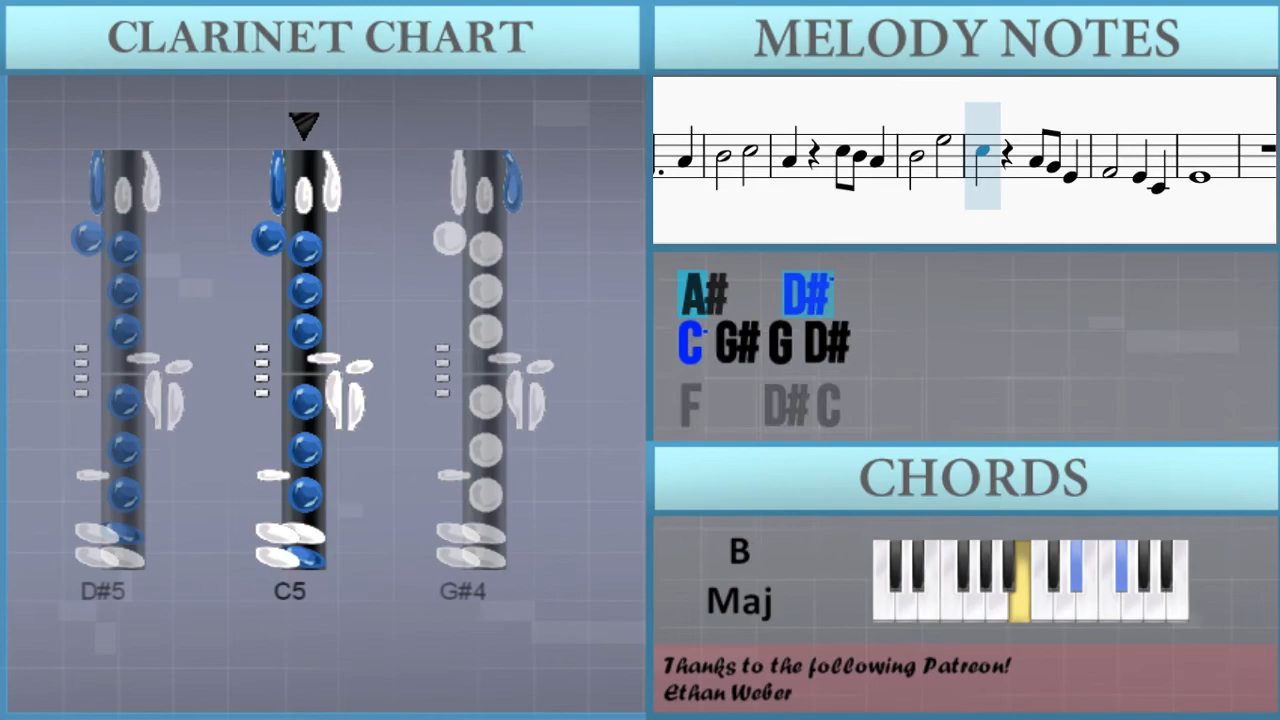 CLARINET CHART
D#5
C5
G#4
MELODY NOTES
A# D#
C G# G D#
F D# C
CHORDS
B
Maj
Thanks to the following Patreon!
Ethan Weber